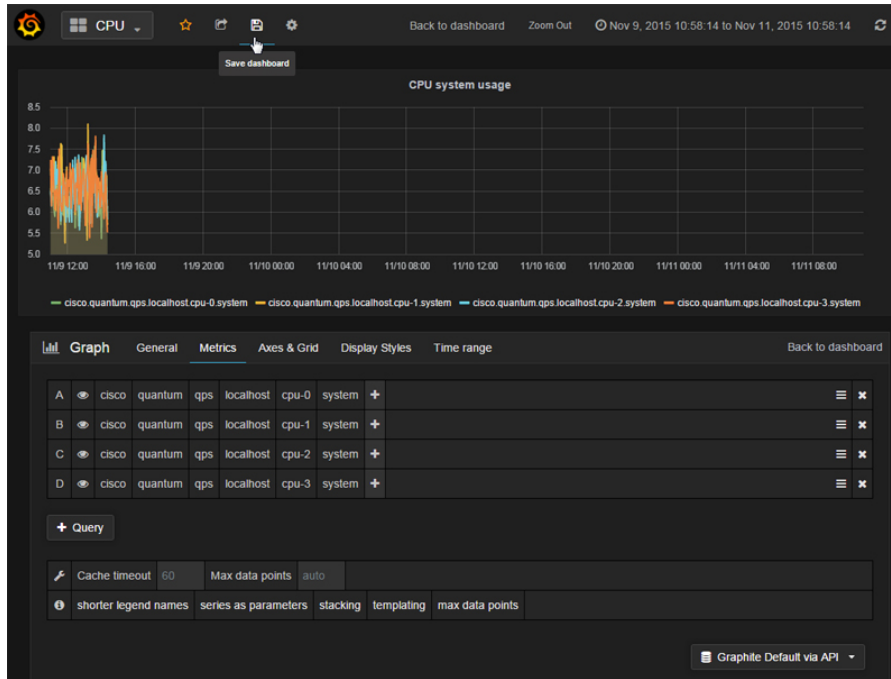 CPU
Back to dashboard
Zoom Out
Nov 9, 2015 10:58:14 to Nov 11, 2015 10:58:14
Save dashboard
CPU system usage
8.5
8.0
7.5
7.0
6.5
6.0
5.5
5.0
11/9 12:00 11/9 16:00 11/9 20:00 11/10 00:00 11/10 04:00 11/10 08:00 11/10 12:00 11/10 16:00 11/10 20:00 11/11 00:00 11/11 04:00 11/11 08:00
cisco.quantum.qps.localhost.cpu-0.system cisco.quantum.qps.localhost.cpu-1.system cisco.quantum.qps.localhost.cpu-2.system cisco.quantum.qps.localhost.cpu-3.system
Graph General Metrics Axes & Grid Display Styles Time range Back to dashboard
A cisco quantum qps localhost cpu-0 system +
B cisco quantum qps localhost cpu-1 system +
C cisco quantum qps localhost cpu-2 system +
D cisco quantum qps localhost cpu-3 system +
+ Query
Cache timeout 60 Max data points auto
shorter legend names series as parameters stacking templating max data points
Graphite Default via API